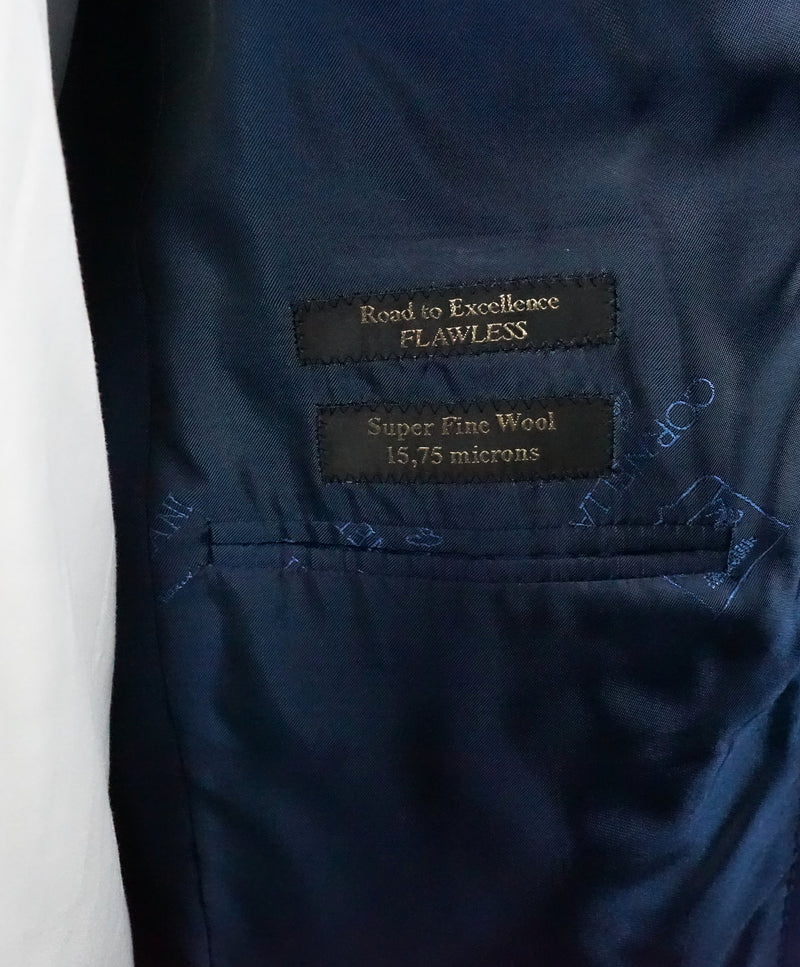 Road to Excellence
FLAWLESS
Super Fine Wool
15,75 microns